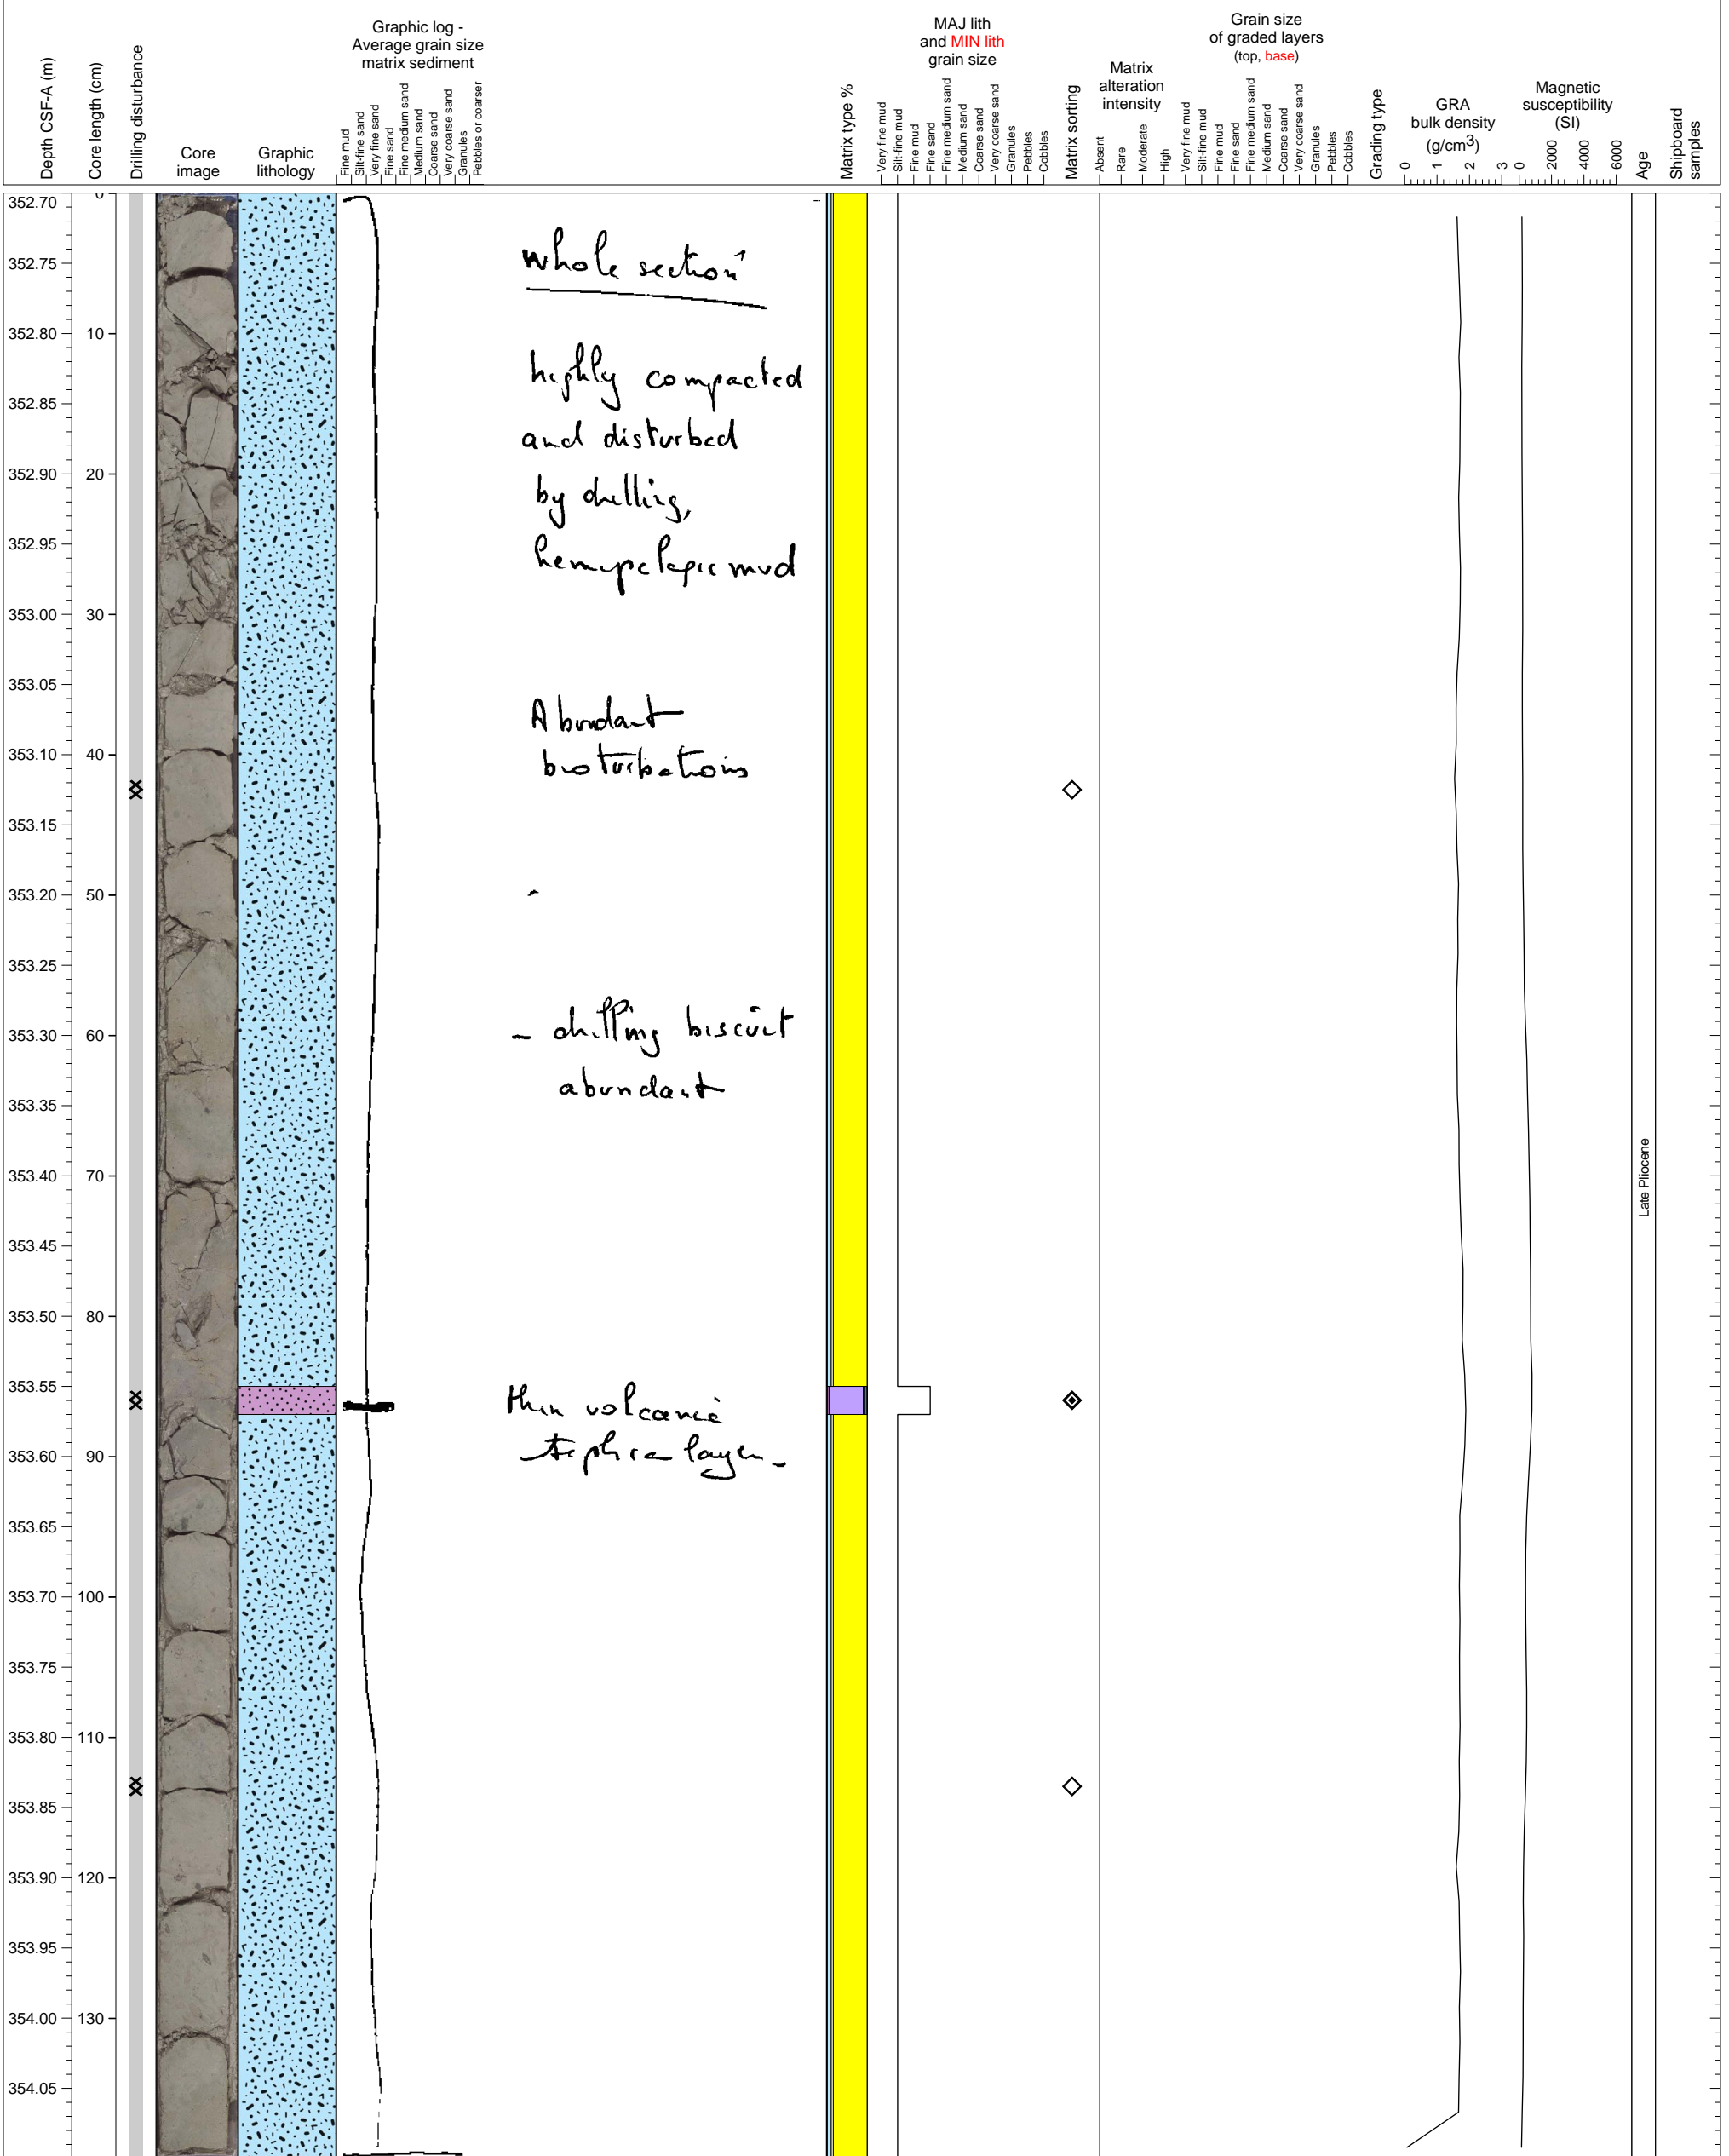 Depth CSF-A (m)
Core length (cm)
Drilling disturbance
Core
image
Graphic
lithology
Graphic log -
Average grain size
matrix sediment
Fine mud
Silt-fine sand
Very fine sand
Fine sand
Fine medium sand
Medium sand
Coarse sand
Very coarse sand
Granules
Pebbles or coarser
Matrix type %
MAJ lith
and MIN lith
grain size
Very fine mud
Silt-fine mud
Fine mud
Fine sand
Fine medium sand
Medium sand
Coarse sand
Very coarse sand
Granules
Pebbles
Cobbles
Matrix sorting
Matrix
alteration
intensity
Absent
Rare
Moderate
High
Grain size
of graded layers
(top, base)
Very fine mud
Silt-fine mud
Fine mud
Fine sand
Fine medium sand
Medium sand
Coarse sand
Very coarse sand
Granules
Pebbles
Cobbles
Grading type
GRA
bulk density
(g/cm3)
0 1 2 3
Magnetic
susceptibility
(SI)
0 2000 4000 6000
Age
Shipboard
samples
0
352.70
352.75
352.80 10
352.85
352.90 20
352.95
353.00 30
353.05
353.10 40
353.15
353.20 50
353.25
353.30 60
353.35
353.40 70
353.45
353.50 80
353.55
353.60 90
353.65
353.70 100
353.75
353.80 110
353.85
353.90 120
353.95
354.00 130
354.05
whole section
highly compacted
and disturbed
by drilling,
hemipelagic mud
Abundant
bioturbations
- drilling biscuit
abundant
thin volcanic
tephra layer
Late Pliocene